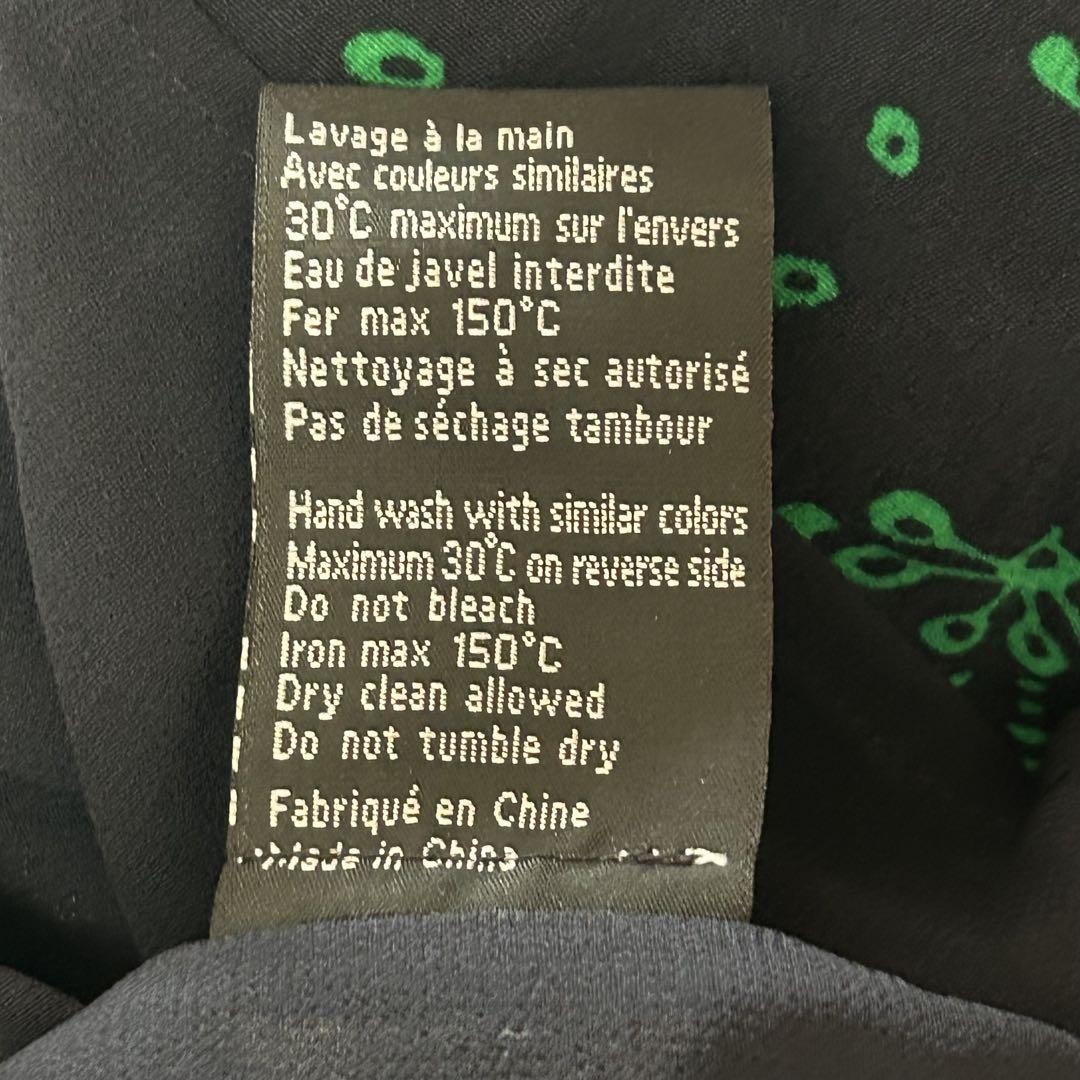 Lavage à la main
Avec couleurs similaires
30°C maximum sur l'envers
Eau de javel interdite
Fer max 150°C
Nettoyage à sec autorisé
Pas de séchage tambour
Hand wash with similar colors
Maximum 30°C on reverse side
Do not bleach
Iron max 150°C
Dry clean allowed
Do not tumble dry
Fabriqué en Chine
Made in China